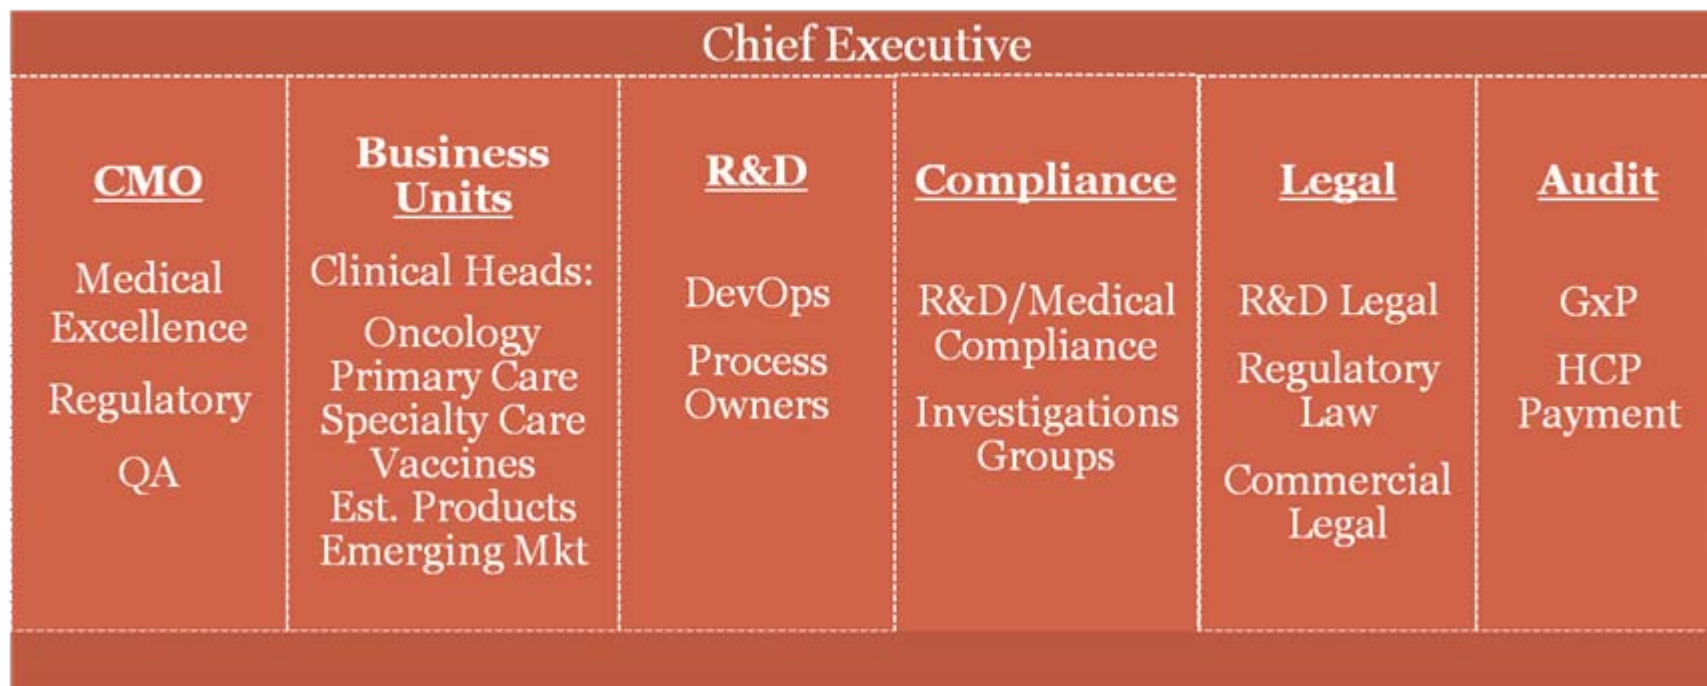 Chief Executive
CMO
Medical
Excellence
Regulatory
QA
Business
Units
Clinical Heads:
Oncology
Primary Care
Specialty Care
Vaccines
Est. Products
Emerging Mkt
R&D
DevOps
Process
Owners
Compliance
R&D/Medical
Compliance
Investigations
Groups
Legal
R&D Legal
Regulatory
Law
Commercial
Legal
Audit
GxP
HCP
Payment